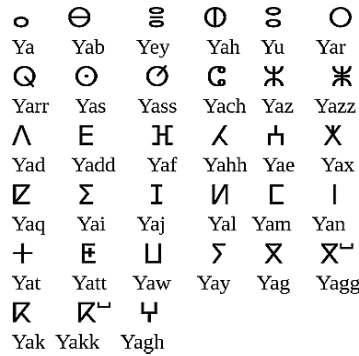 ⴰ ⴱ ⴻ ⵀ ⵓ ⵔ
Ya Yab Yey Yah Yu Yar
ⵕ ⵙ ⵚ ⵛ ⵣ ⵥ
Yarr Yas Yass Yach Yaz Yazz
ⴷ ⴹ ⴼ ⵃ ⵄ ⵅ
Yad Yadd Yaf Yahh Yae Yax
ⵇ ⵉ ⵊ ⵍ ⵎ ⵏ
Yaq Yai Yaj Yal Yam Yan
ⵜ ⵟ ⵡ ⵢ ⴳ ⴳⵯ
Yat Yatt Yaw Yay Yag Yagg
ⴽ ⴽⵯ ⵖ
Yak Yakk Yagh